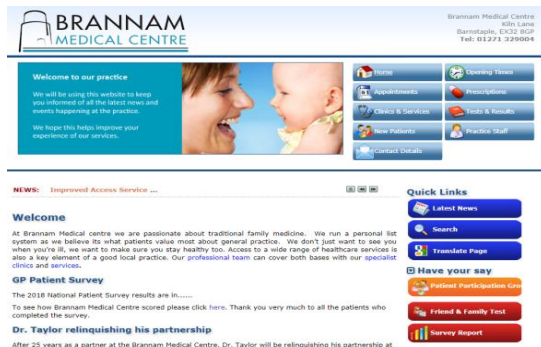 BRANNAM
MEDICAL CENTRE
Brannam Medical Centre
Kiln Lane
Barnstaple, EX32 8GP
Tel: 01271 329004
Welcome to our practice
We will be using this website to keep
you informed of all the latest news and
events happening at the practice.
We hope this helps improve your
experience of our services.
Home
Opening Times
Appointments
Prescriptions
Clinics & Services
Tests & Results
New Patients
Practice Staff
Contact Details
NEWS: Improved Access Service ...
Quick Links
Latest News
Search
Translate Page
Have your say
Patient Participation Gro
Friend & Family Test
Survey Report
Welcome
At Brannam Medical centre we are passionate about traditional family medicine. We run a personal list
system as we believe its what patients value most about general practice. We don't just want to see you
when you're ill, we want to make sure you stay healthy too. Access to a wide range of healthcare services is
also a key element of a good local practice. Our professional team can cover both bases with our specialist
clinics and services.
GP Patient Survey
The 2018 National Patient Survey results are in......
To see how Brannam Medical Centre scored please click here. Thank you very much to all the patients who
completed the survey.
Dr. Taylor relinquishing his partnership
After 25 years as a partner at the Brannam Medical Centre, Dr. Taylor will be relinquishing his partnership at